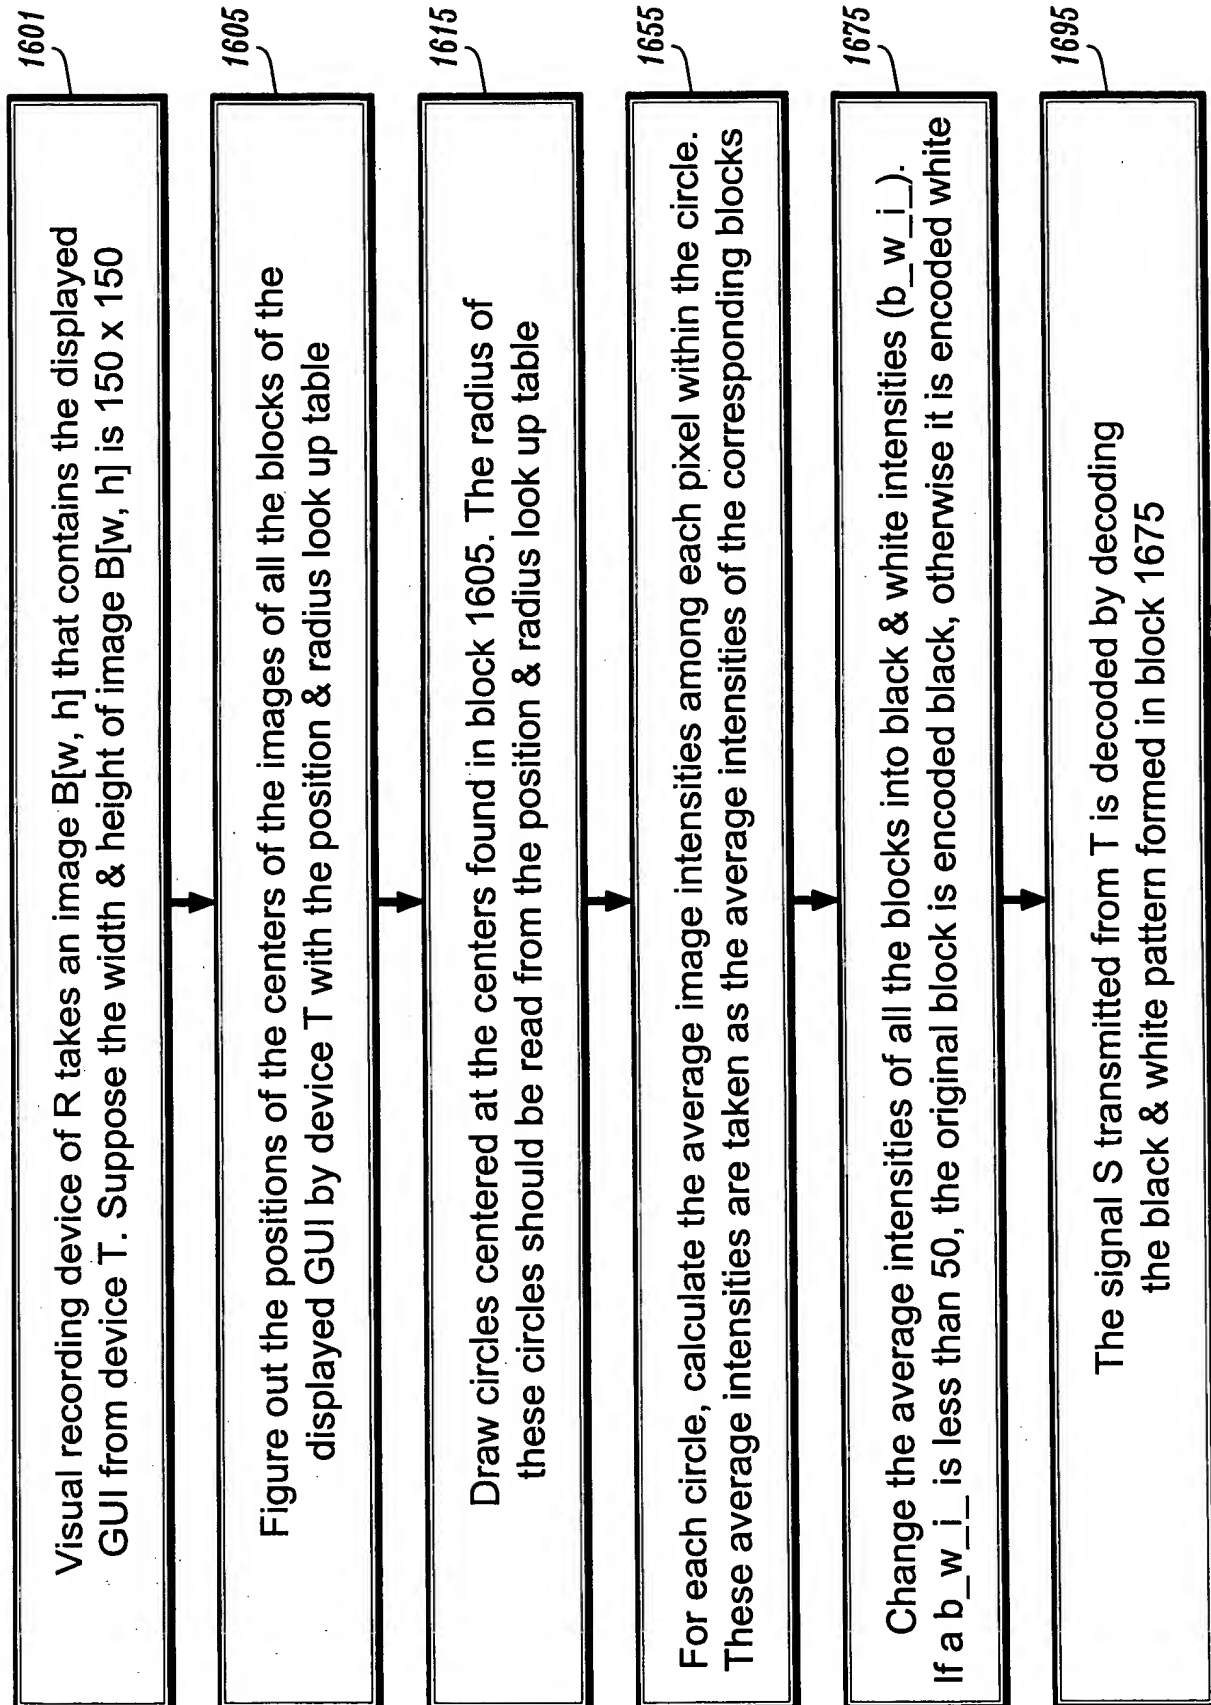 1601
Visual recording device of R takes an image B[w, h] that contains the displayed
GUI from device T. Suppose the width & height of image B[w, h] is 150 x 150
1605
Figure out the positions of the centers of the images of all the blocks of the
displayed GUI by device T with the position & radius look up table
1615
Draw circles centered at the centers found in block 1605. The radius of
these circles should be read from the position & radius look up table
1655
For each circle, calculate the average image intensities among each pixel within the circle.
These average intensities are taken as the average intensities of the corresponding blocks
1675
Change the average intensities of all the blocks into black & white intensities (b_w_i_).
If a b_w_i_ is less than 50, the original block is encoded black, otherwise it is encoded white
1695
The signal S transmitted from T is decoded by decoding
the black & white pattern formed in block 1675